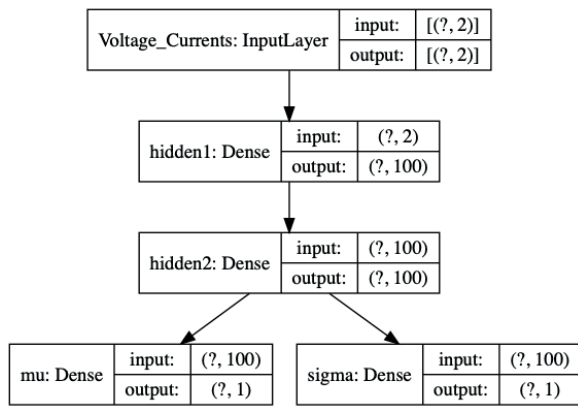 Voltage_Currents: InputLayer
input: [(?, 2)]
output: [(?, 2)]
hidden1: Dense
input: (?, 2)
output: (?, 100)
hidden2: Dense
input: (?, 100)
output: (?, 100)
mu: Dense
input: (?, 100)
output: (?, 1)
sigma: Dense
input: (?, 100)
output: (?, 1)